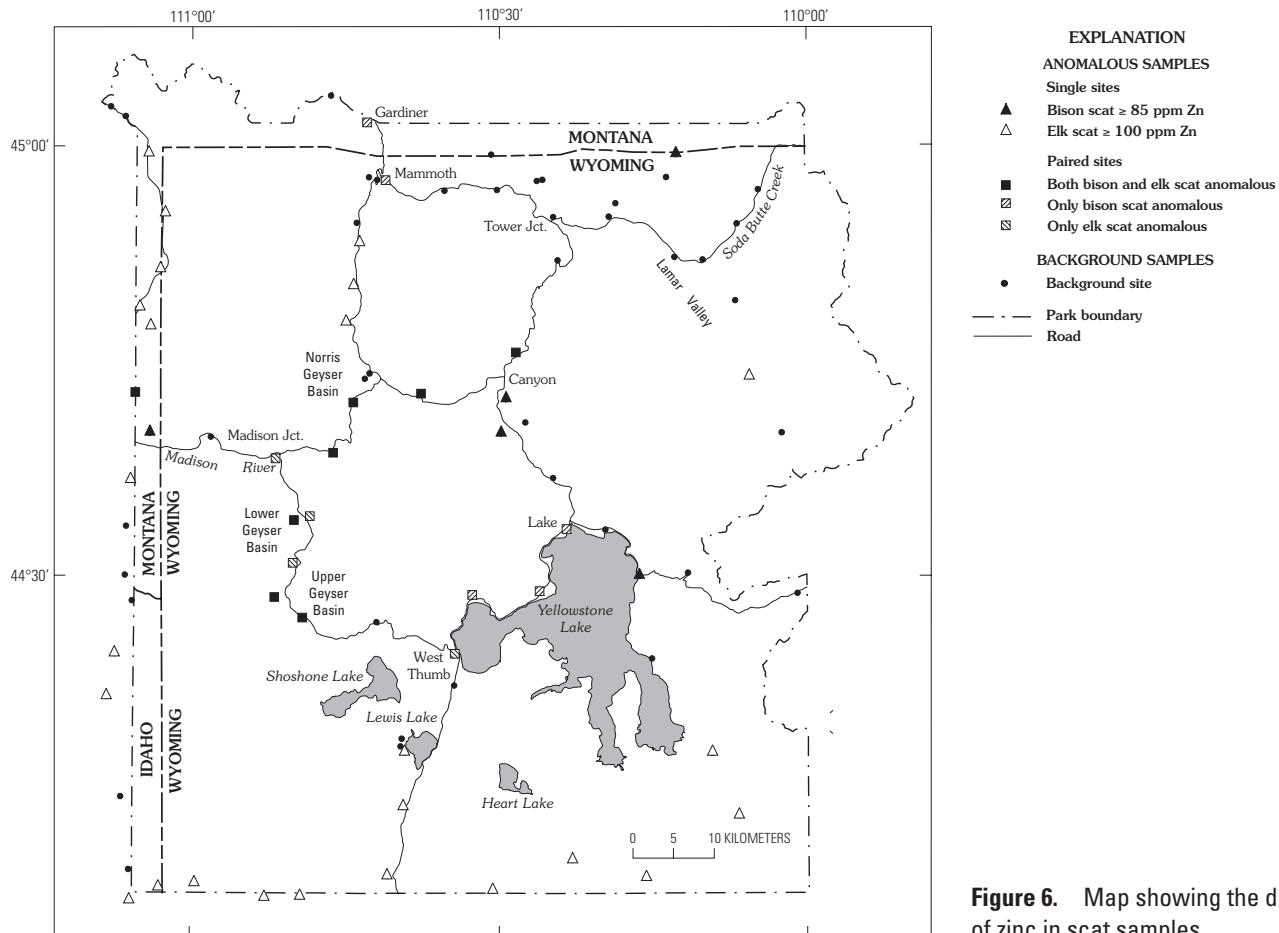 111°00′
110°30′
110°00′
45°00′
44°30′
Gardiner
MONTANA
WYOMING
Mammoth
Tower Jct.
Soda Butte Creek
Lamar Valley
Norris
Geyser
Basin
Canyon
Madison Jct.
Madison
River
MONTANA
WYOMING
Lower
Geyser
Basin
Lake
Upper
Geyser
Basin
Yellowstone
Lake
West
Thumb
Shoshone Lake
Lewis Lake
IDAHO
WYOMING
Heart Lake
0 5 10 KILOMETERS
EXPLANATION
ANOMALOUS SAMPLES
Single sites
Bison scat ≥ 85 ppm Zn
Elk scat ≥ 100 ppm Zn
Paired sites
Both bison and elk scat anomalous
Only bison scat anomalous
Only elk scat anomalous
BACKGROUND SAMPLES
Background site
Park boundary
Road
Figure 6. Map showing the d
of zinc in scat samples